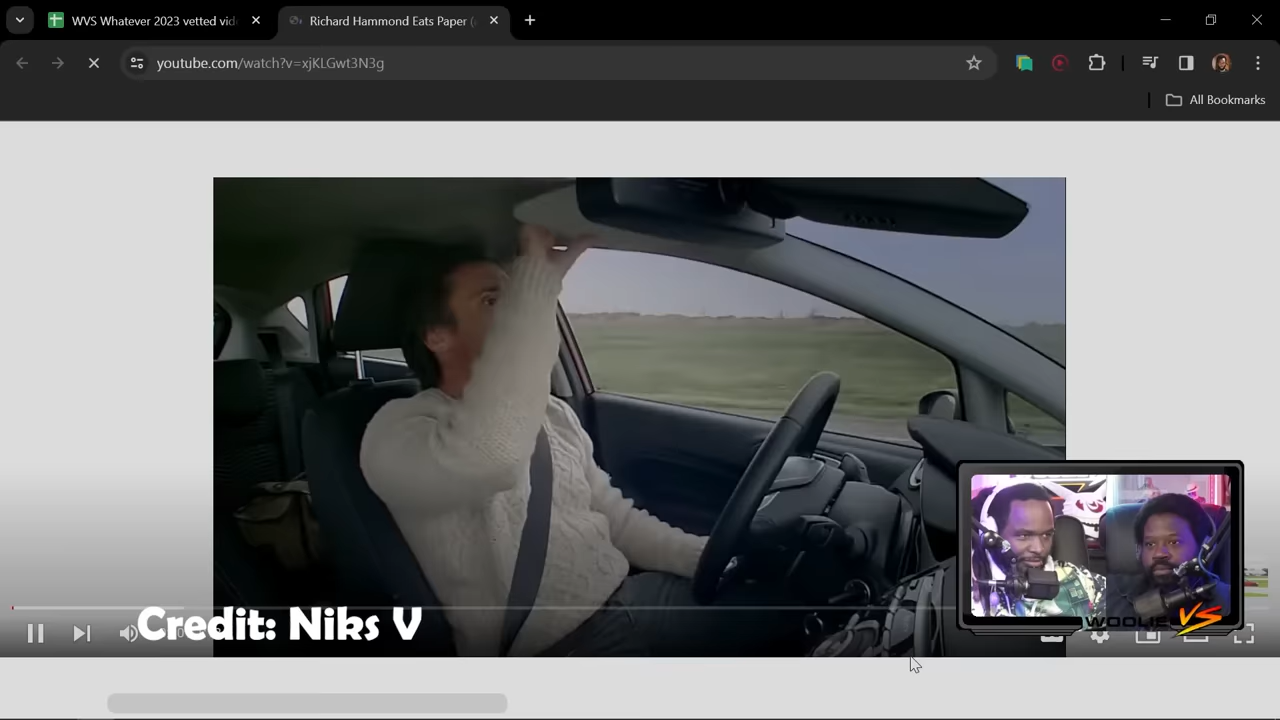 WVS Whatever 2023 vetted vid
Richard Hammond Eats Paper (
youtube.com/watch?v=xjKLGwt3N3g
All Bookmarks
Credit: Niks V
WOOLIE VS